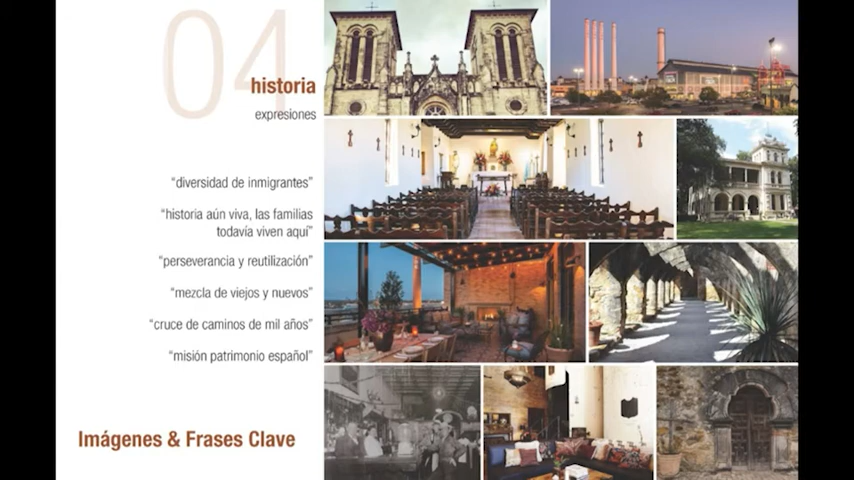 04
historia
expresiones
“diversidad de inmigrantes”
“historia aún viva, las familias
todavía viven aquí”
“perseverancia y reutilización”
“mezcla de viejos y nuevos”
“cruce de caminos de mil años”
“misión patrimonio español”
Imágenes & Frases Clave